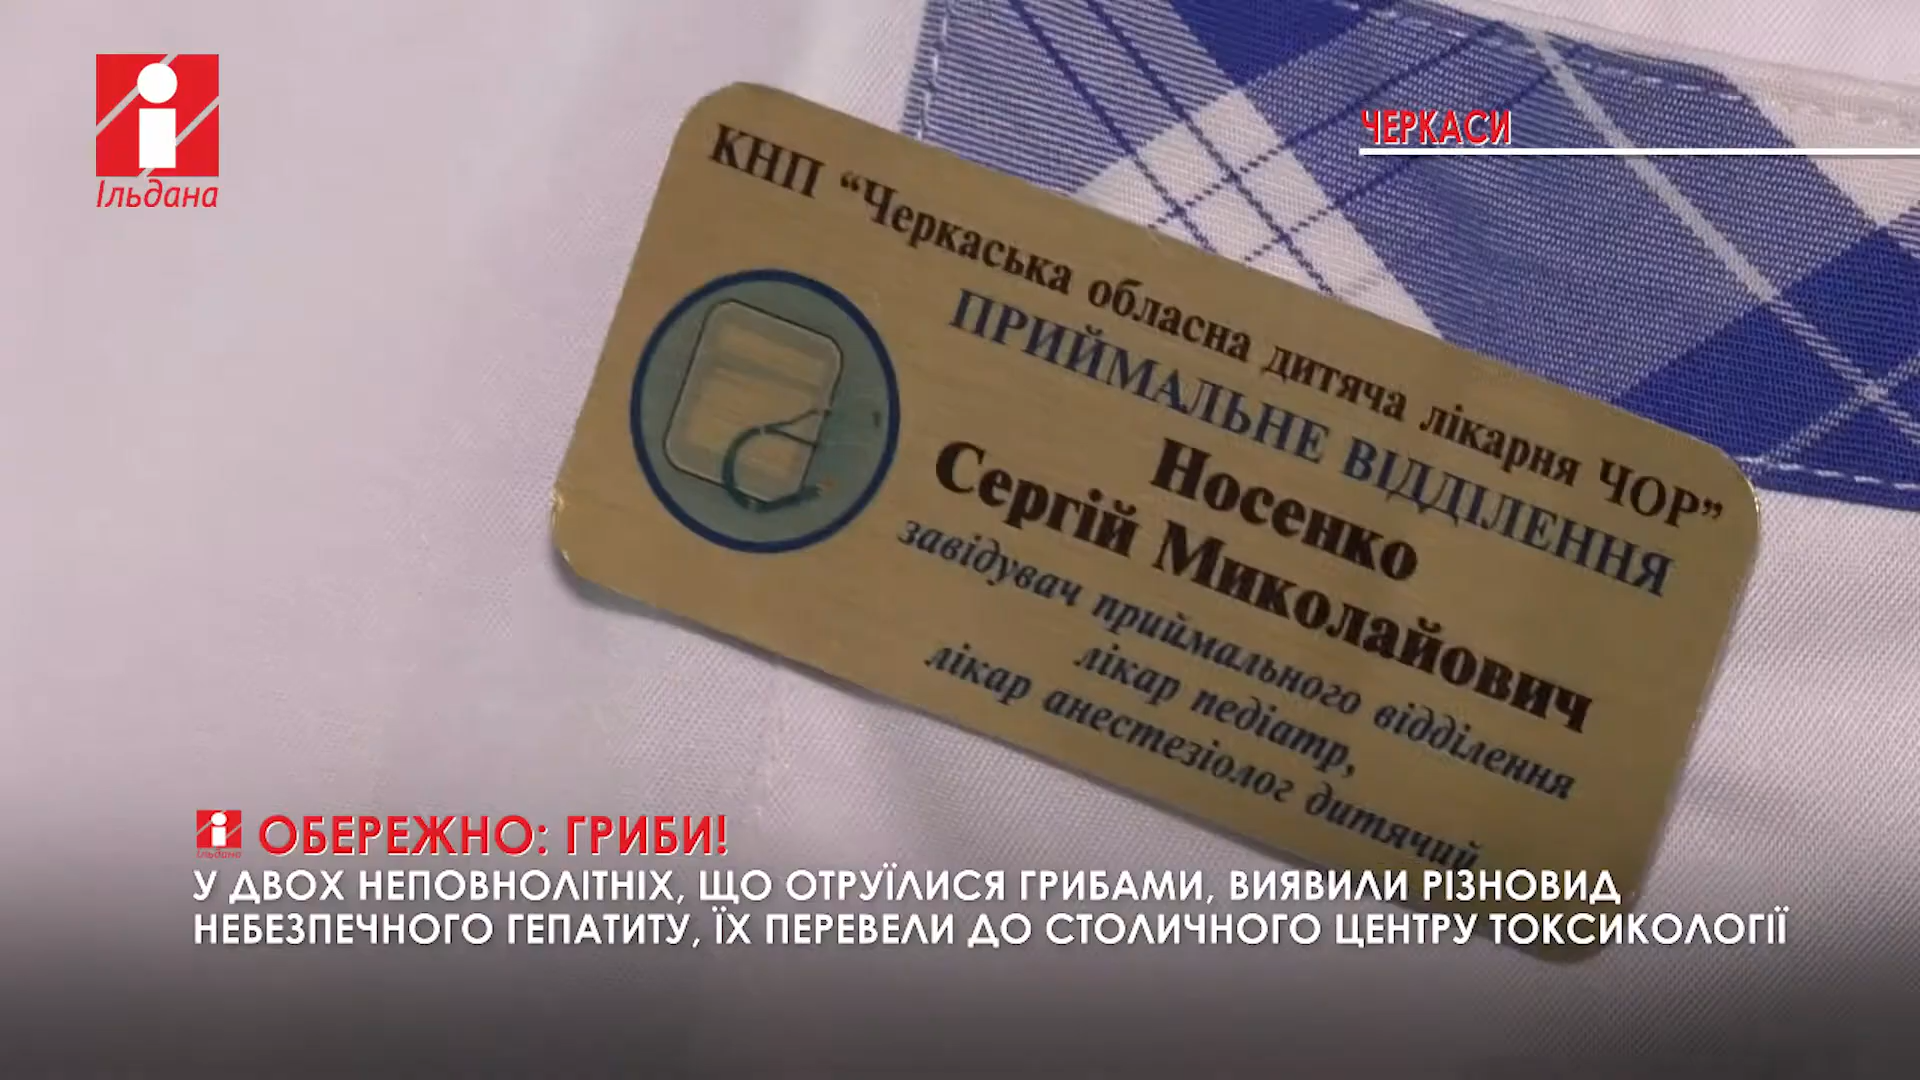 Ільдана
ЧЕРКАСИ
КНП “Черкаська обласна дитяча лікарня ЧОР”
ПРИЙМАЛЬНЕ ВІДДІЛЕННЯ
Носенко
Сергій Миколайович
завідувач приймального відділення
лікар педіатр,
лікар анестезіолог дитячий
Ільдана
ОБЕРЕЖНО: ГРИБИ!
У ДВОХ НЕПОВНОЛІТНІХ, ЩО ОТРУЇЛИСЯ ГРИБАМИ, ВИЯВИЛИ РІЗНОВИД
НЕБЕЗПЕЧНОГО ГЕПАТИТУ, ЇХ ПЕРЕВЕЛИ ДО СТОЛИЧНОГО ЦЕНТРУ ТОКСИКОЛОГІЇ